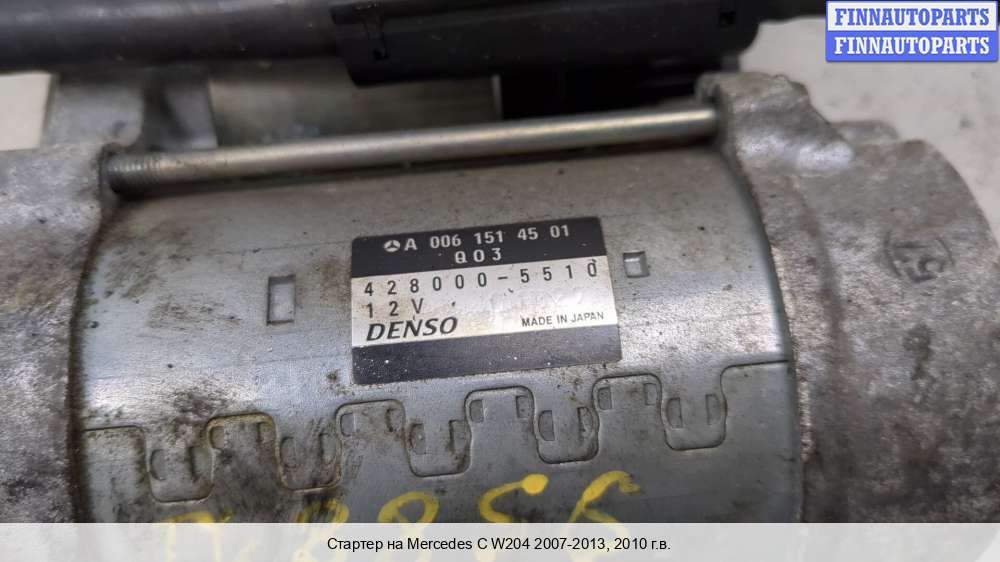 FINNAUTOPARTS
FINNAUTOPARTS
A 006 151 45 01
Q03
428000-5510
12V
DENSO MADE IN JAPAN
Стартер на Mercedes C W204 2007-2013, 2010 г.в.